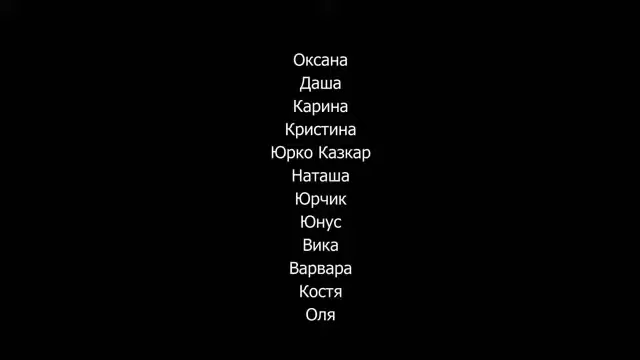 Оксана
Даша
Карина
Кристина
Юрко Казкар
Наташа
Юрчик
Юнус
Вика
Варвара
Костя
Оля